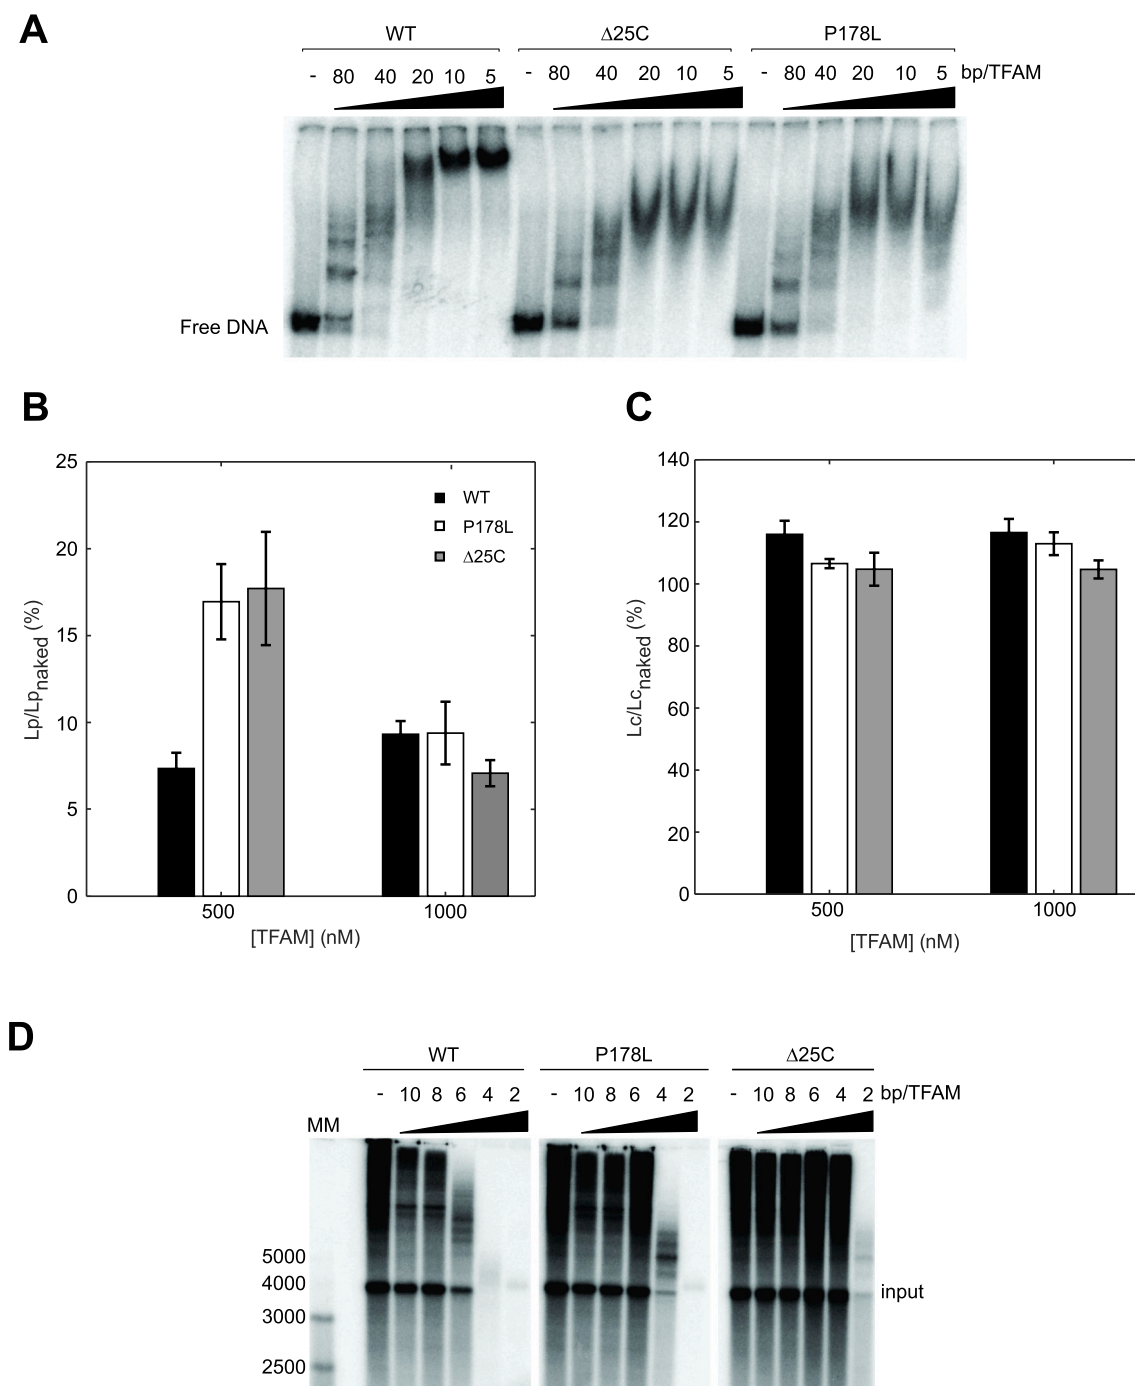 A
WT Δ25C P178L
- 80 40 20 10 5 - 80 40 20 10 5 - 80 40 20 10 5 bp/TFAM
Free DNA
B
25
20
15
10
5
0
Lp/Lpnaked (%)
WT
P178L
Δ25C
500 1000
[TFAM] (nM)
C
140
120
100
80
60
40
20
0
Lc/Lcnaked (%)
500 1000
[TFAM] (nM)
D
WT P178L Δ25C
- 10 8 6 4 2 - 10 8 6 4 2 - 10 8 6 4 2 bp/TFAM
MM
5000
4000
3000
2500
input